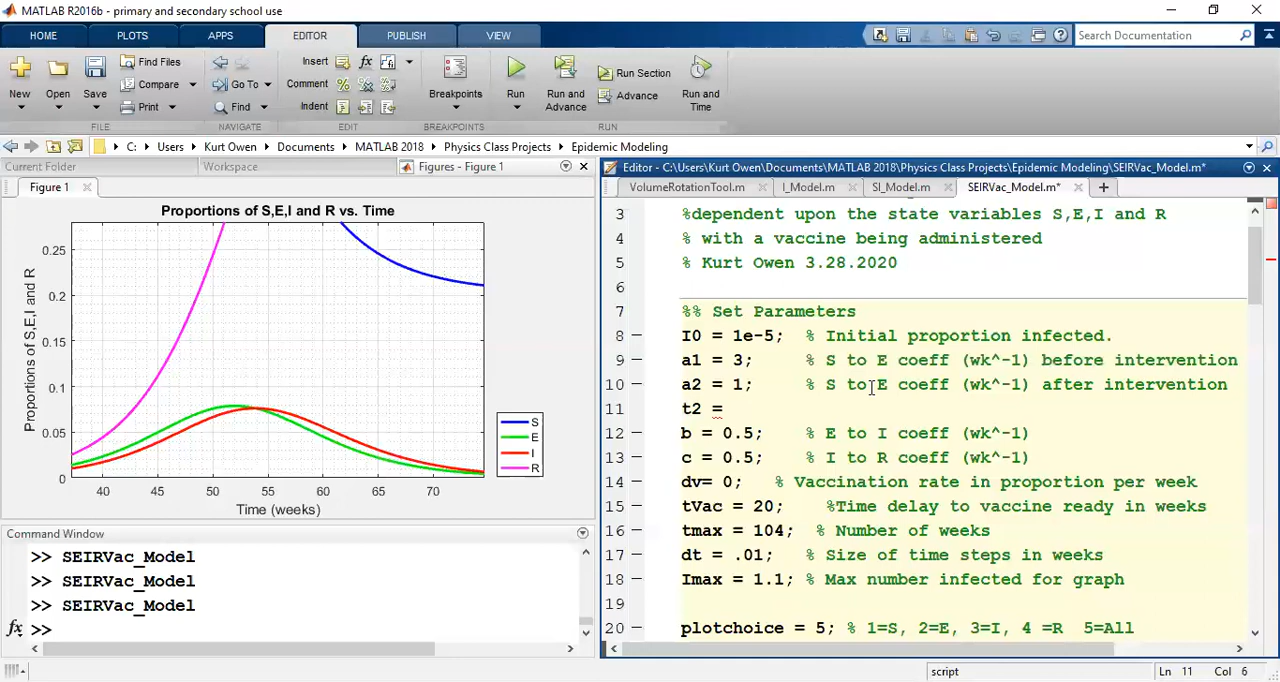 MATLAB R2016b - primary and secondary school use
HOME PLOTS APPS EDITOR PUBLISH VIEW Search Documentation
New Open Save Find Files Compare Print Go To Find Insert fx Comment % Indent Breakpoints Run Run and Advance Run Section Advance Run and Time
FILE NAVIGATE EDIT BREAKPOINTS RUN
C: Users Kurt Owen Documents MATLAB 2018 Physics Class Projects Epidemic Modeling
Current Folder Workspace Figures - Figure 1
Figure 1
Proportions of S,E,I and R vs. Time
Proportions of S,E,I and R
0.25
0.2
0.15
0.1
0.05
0
40 45 50 55 60 65 70
Time (weeks)
S
E
I
R
Command Window
>> SEIRVac_Model
>> SEIRVac_Model
>> SEIRVac_Model
fx >>
Editor - C:\Users\Kurt Owen\Documents\MATLAB 2018\Physics Class Projects\Epidemic Modeling\SEIRVac_Model.m*
VolumeRotationTool.m I_Model.m SI_Model.m SEIRVac_Model.m* +
3 %dependent upon the state variables S,E,I and R
4 % with a vaccine being administered
5 % Kurt Owen 3.28.2020
6
7 %% Set Parameters
8 I0 = 1e-5; % Initial proportion infected.
9 a1 = 3; % S to E coeff (wk^-1) before intervention
10 a2 = 1; % S to E coeff (wk^-1) after intervention
11 t2 =
12 b = 0.5; % E to I coeff (wk^-1)
13 c = 0.5; % I to R coeff (wk^-1)
14 dv= 0; % Vaccination rate in proportion per week
15 tVac = 20; %Time delay to vaccine ready in weeks
16 tmax = 104; % Number of weeks
17 dt = .01; % Size of time steps in weeks
18 Imax = 1.1; % Max number infected for graph
19
20 plotchoice = 5; % 1=S, 2=E, 3=I, 4 =R 5=All
script Ln 11 Col 6